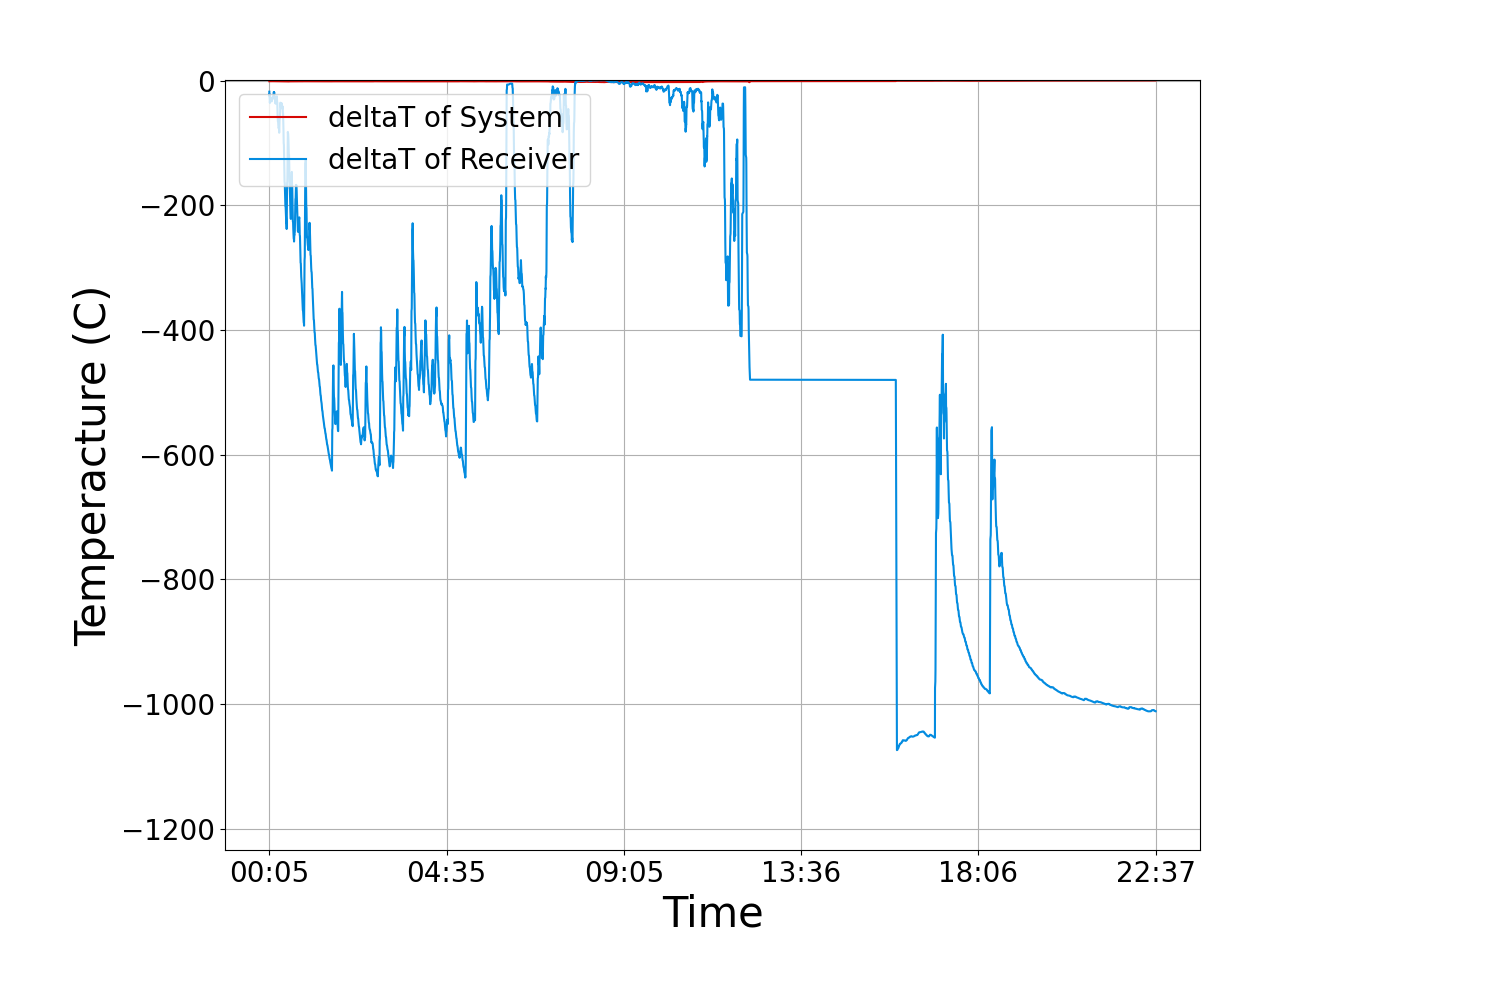 0
−200
−400
−600
−800
−1000
−1200
Temperacture (C)
deltaT of System
deltaT of Receiver
00:05 04:35 09:05 13:36 18:06 22:37
Time